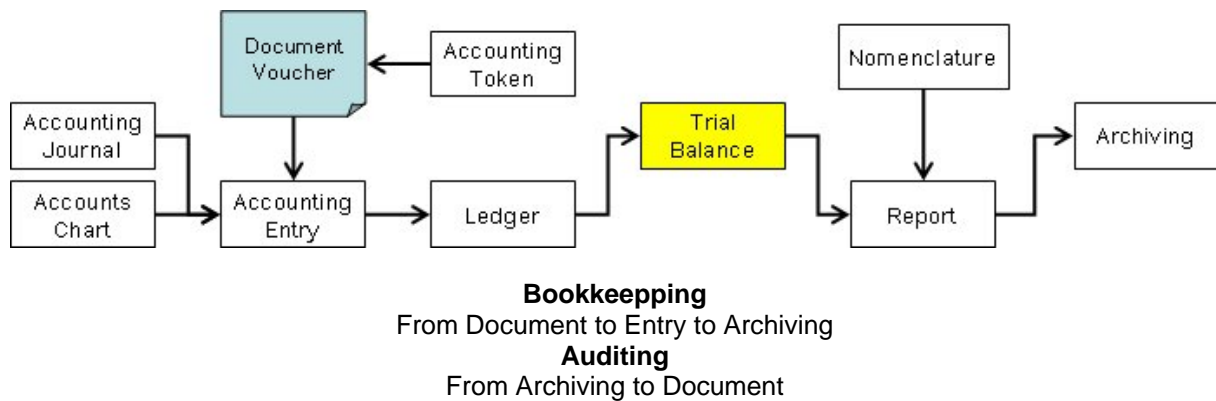 Document
Voucher
Accounting
Token
Nomenclature
Accounting
Journal
Trial
Balance
Archiving
Accounts
Chart
Accounting
Entry
Ledger
Report
Bookkeepping
From Document to Entry to Archiving
Auditing
From Archiving to Document